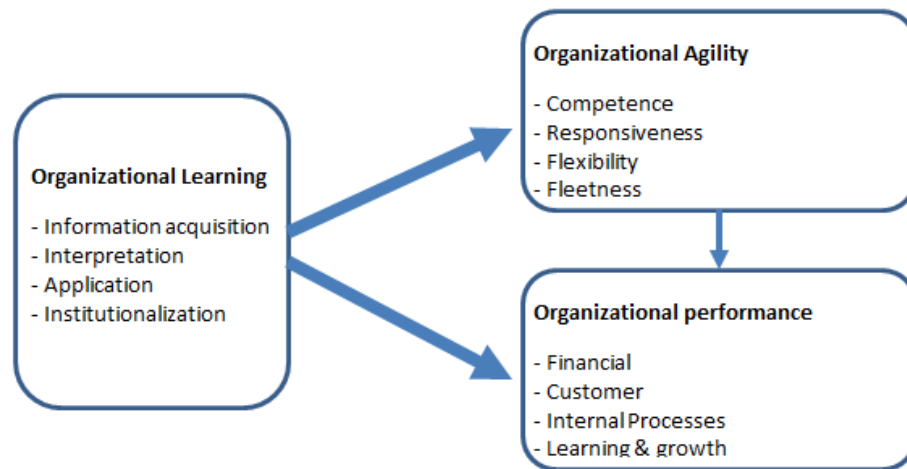 Organizational Learning
- Information acquisition
- Interpretation
- Application
- Institutionalization
Organizational Agility
- Competence
- Responsiveness
- Flexibility
- Fleetness
Organizational performance
- Financial
- Customer
- Internal Processes
- Learning & growth